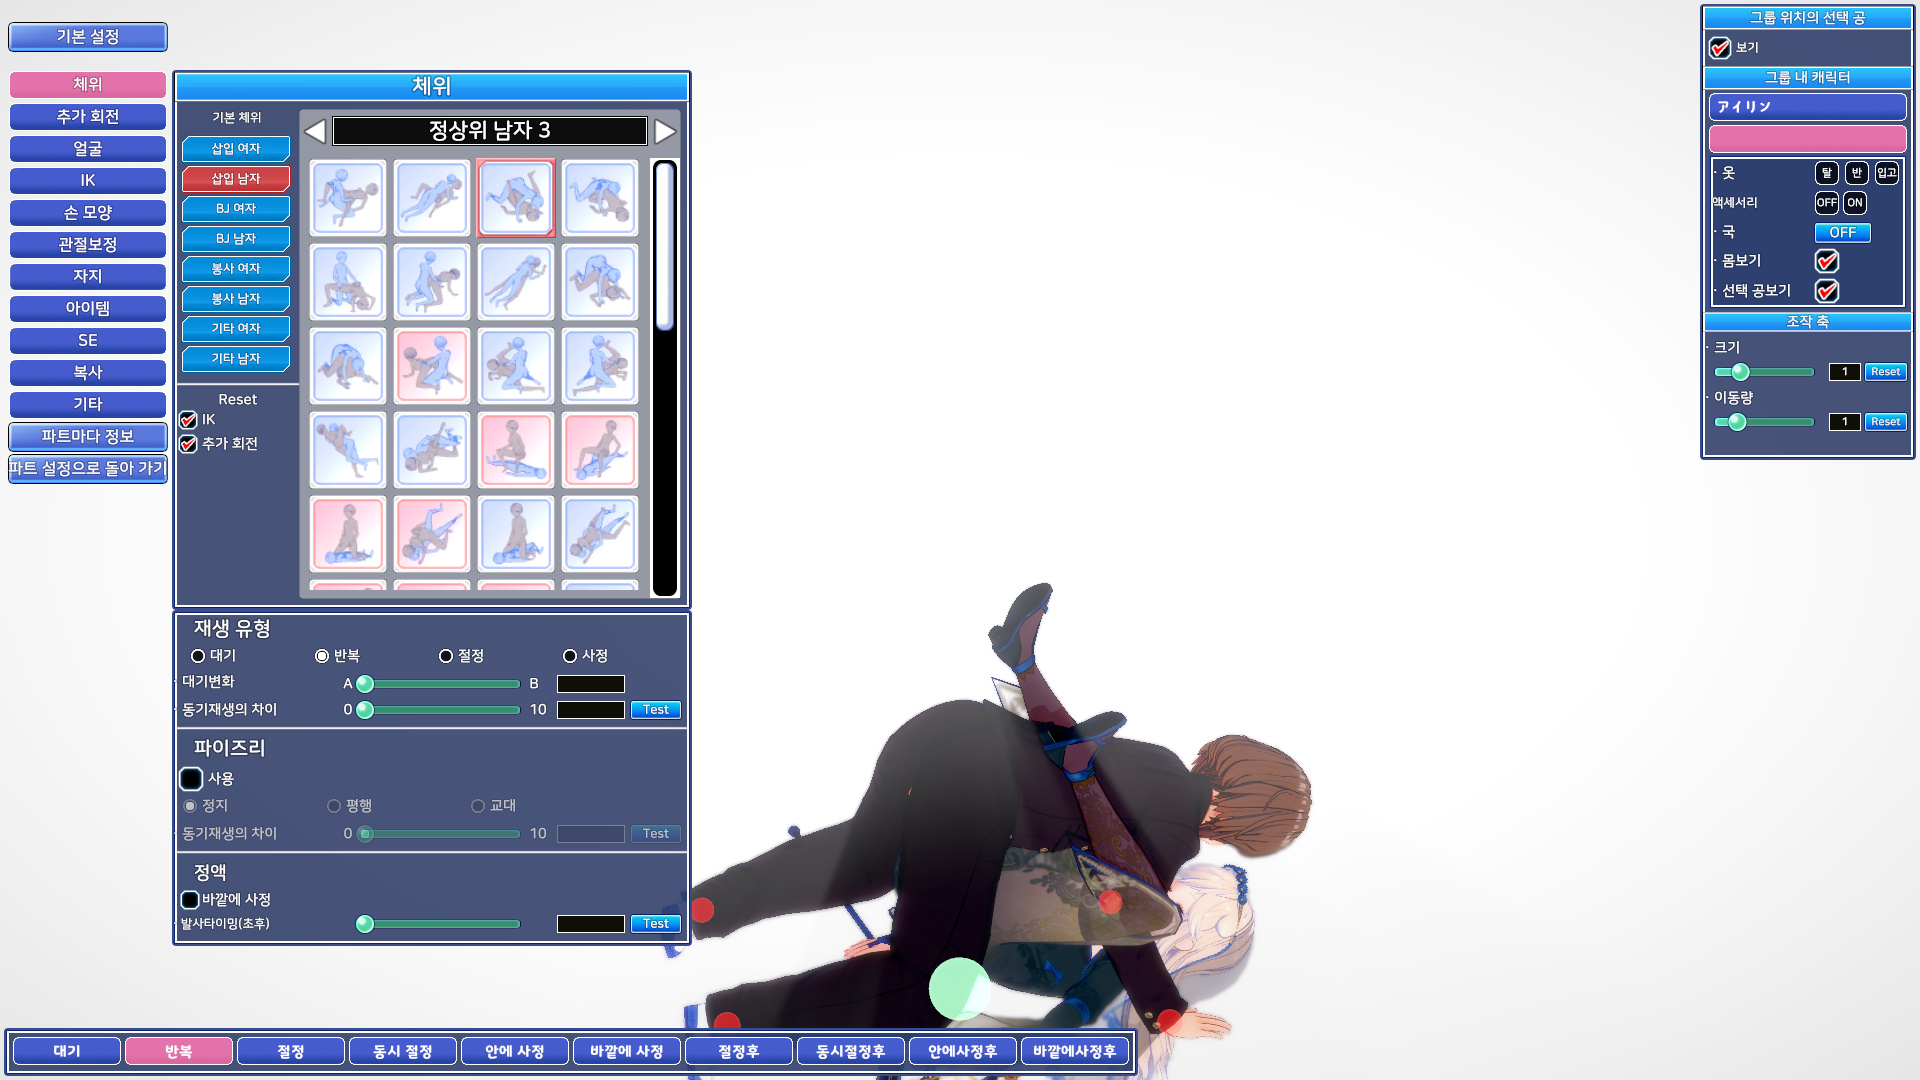 기본 설정
체위
추가 회전
얼굴
IK
손 모양
관절보정
자지
아이템
SE
복사
기타
파트마다 정보
파트 설정으로 돌아 가기
체위
기본 체위
삽입 여자
삽입 남자
BJ 여자
BJ 남자
봉사 여자
봉사 남자
기타 여자
기타 남자
Reset
IK
추가 회전
정상위 남자 3
재생 유형
대기 반복 절정 사정
대기변화 A B
동기재생의 차이 0 10 Test
파이즈리
사용
정지 평행 교대
동기재생의 차이 0 10 Test
정액
바깥에 사정
발사타이밍(초후) Test
대기 반복 절정 동시 절정 안에 사정 바깥에 사정 절정후 동시절정후 안에사정후 바깥에사정후
그룹 위치의 선택 공
보기
그룹 내 캐릭터
アイリン
· 옷 탈 반 입고
액세서리 OFF ON
· 국 OFF
· 몸보기
· 선택 공보기
조작 축
· 크기
1 Reset
· 이동량
1 Reset